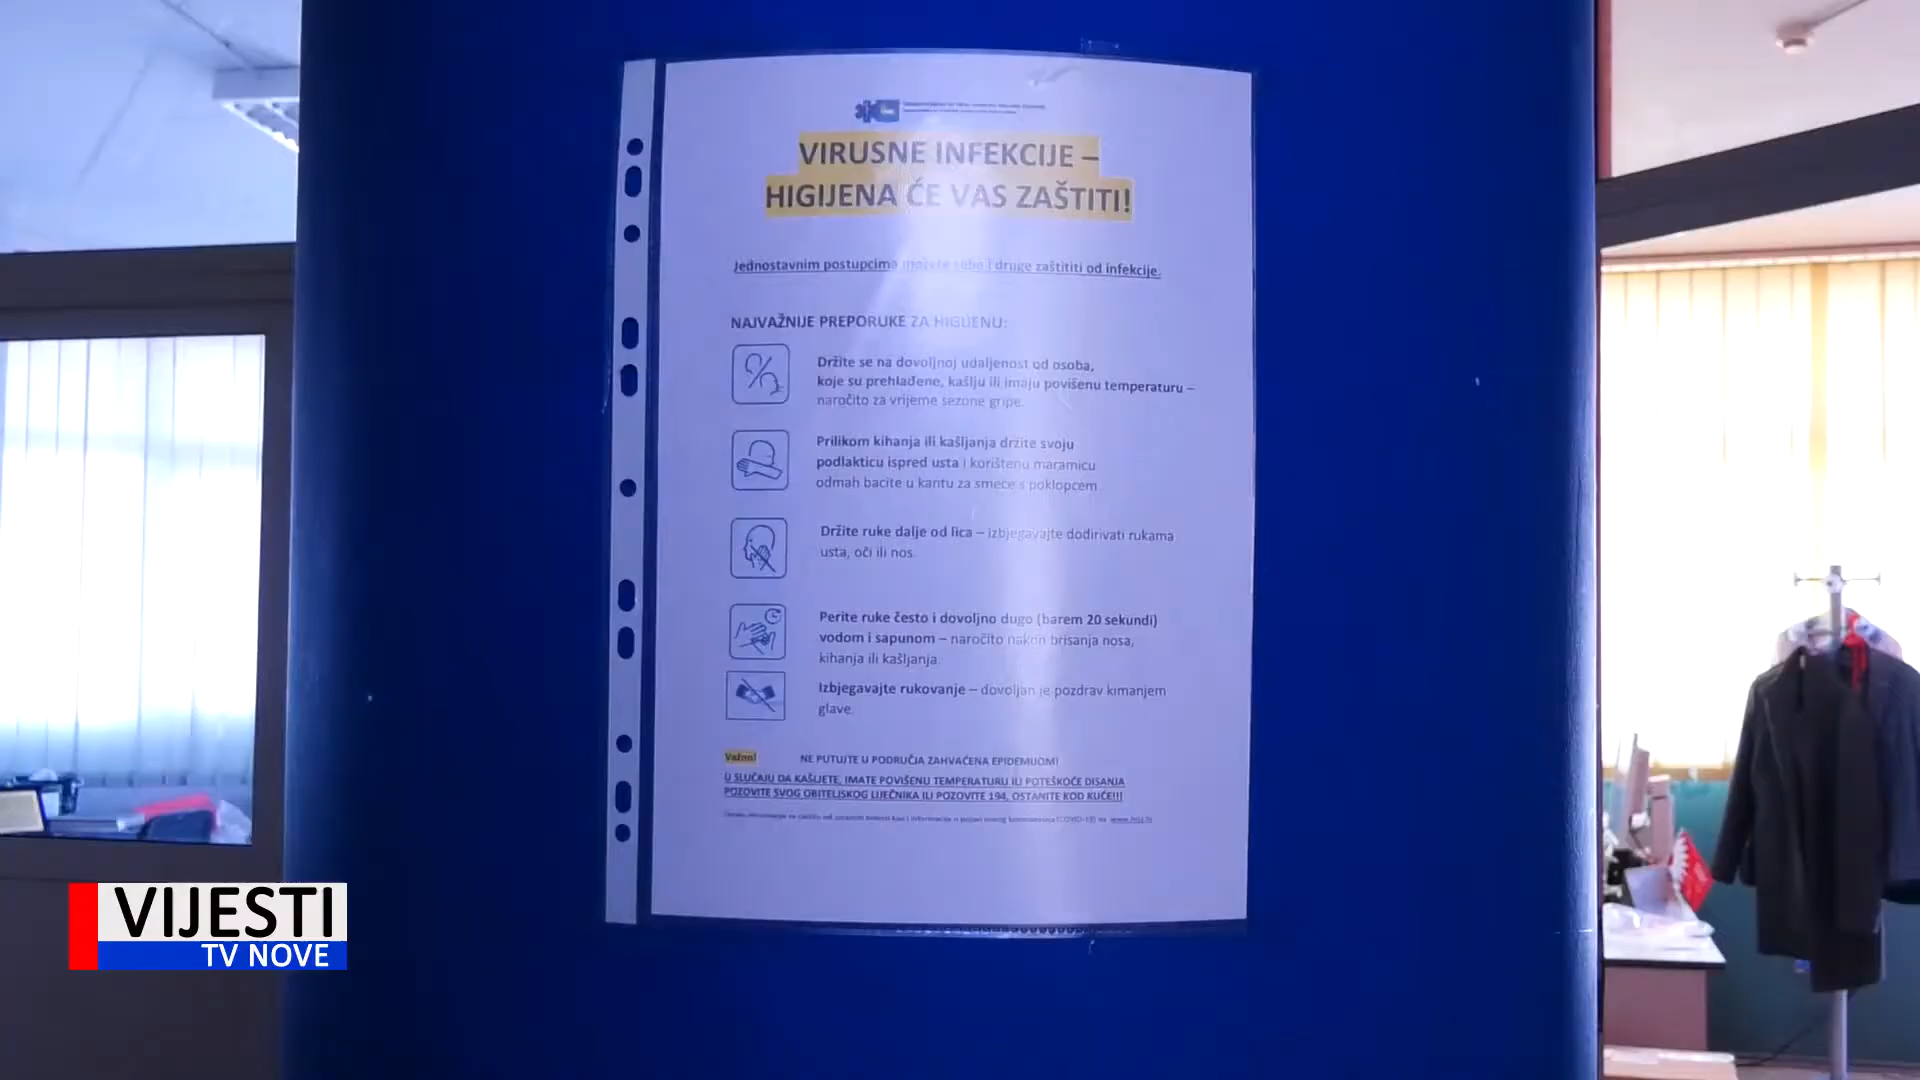 VIRUSNE INFEKCIJE –
HIGIJENA ĆE VAS ZAŠTITI!
Jednostavnim postupcima možete sebe i druge zaštititi od infekcije.
NAJVAŽNIJE PREPORUKE ZA HIGIJENU:
Držite se na dovoljnoj udaljenost od osoba,
koje su prehlađene, kašlju ili imaju povišenu temperaturu –
naročito za vrijeme sezone gripe.
Prilikom kihanja ili kašljanja držite svoju
podlakticu ispred usta i korištenu maramicu
odmah bacite u kantu za smeće s poklopcem
Držite ruke dalje od lica – izbjegavajte dodirivati rukama
usta, oči ili nos.
Perite ruke često i dovoljno dugo (barem 20 sekundi)
vodom i sapunom – naročito nakon brisanja nosa,
kihanja ili kašljanja.
Izbjegavajte rukovanje – dovoljan je pozdrav kimanjem
glave.
Važno! NE PUTUJTE U PODRUČJA ZAHVAĆENA EPIDEMIJOM!
U SLUČAJU DA KAŠLJETE, IMATE POVIŠENU TEMPERATURU ILI POTEŠKOĆE DISANJA
POZOVITE SVOG OBITELJSKOG LIJEČNIKA ILI POZOVITE 194, OSTANITE KOD KUĆE!!!
VIJESTI
TV NOVE